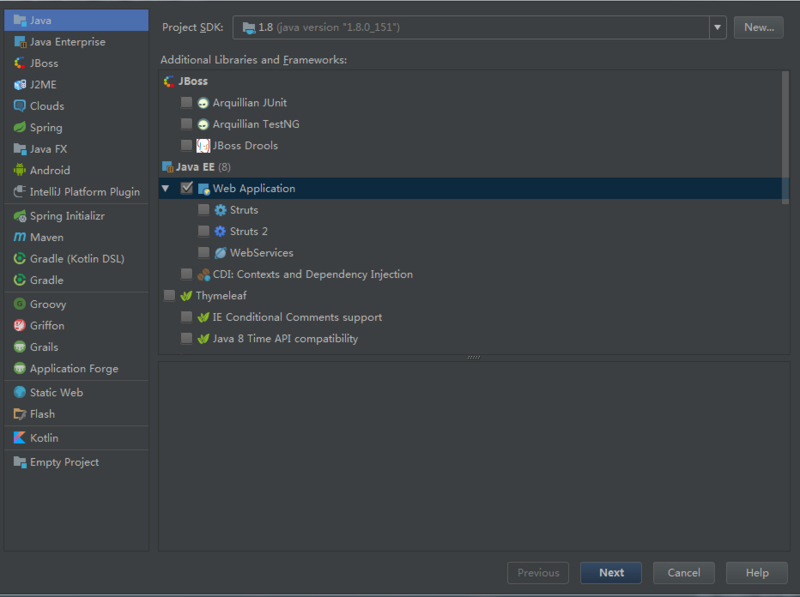 Java
Java Enterprise
JBoss
J2ME
Clouds
Spring
Java FX
Android
IntelliJ Platform Plugin
Spring Initializr
Maven
Gradle (Kotlin DSL)
Gradle
Groovy
Griffon
Grails
Application Forge
Static Web
Flash
Kotlin
Empty Project
Project SDK: 1.8 (java version "1.8.0_151") New...
Additional Libraries and Frameworks:
JBoss
Arquillian JUnit
Arquillian TestNG
JBoss Drools
Java EE (8)
Web Application
Struts
Struts 2
WebServices
CDI: Contexts and Dependency Injection
Thymeleaf
IE Conditional Comments support
Java 8 Time API compatibility
Previous Next Cancel Help